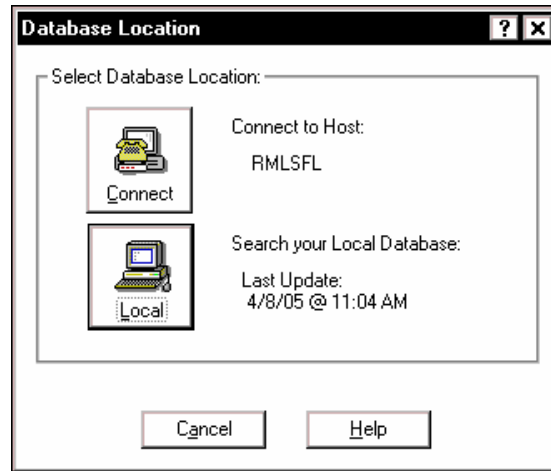 Database Location
Select Database Location:
Connect
Connect to Host:
RMLSFL
Local
Search your Local Database:
Last Update:
4/8/05 @ 11:04 AM
Cancel
Help